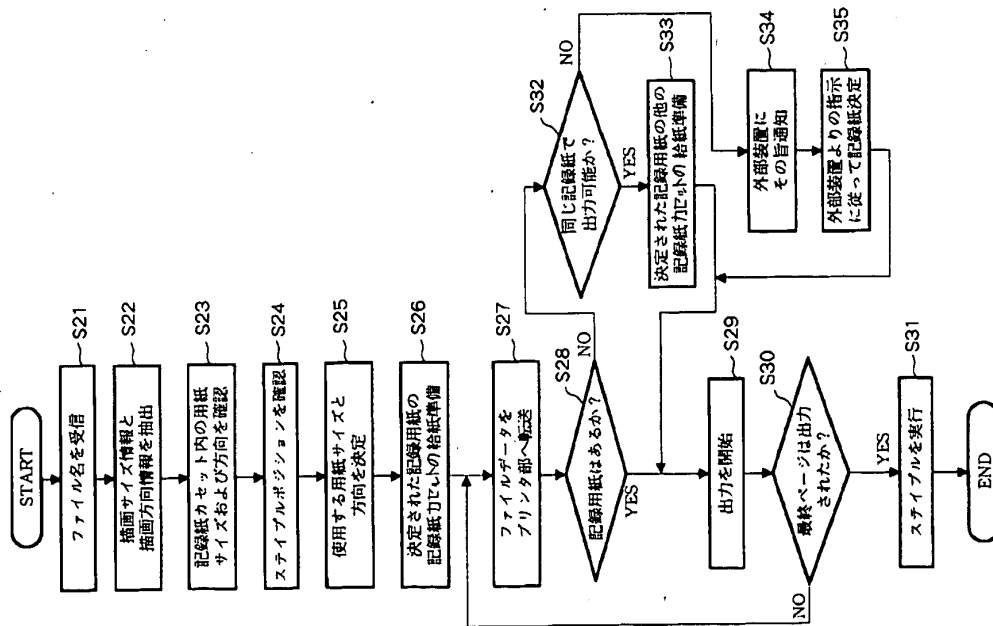 START
ファイル名を受信
S21
描画サイズ情報と
描画方向情報を抽出
S22
記録紙カセット内の用紙
サイズおよび方向を確認
S23
ステイプルポジションを確認
S24
使用する用紙サイズと
方向を決定
S25
決定された記録用紙の
記録紙カセットの給紙準備
S26
ファイルデータを
プリンタ部へ転送
S27
記録用紙はあるか?
S28
NO
YES
出力を開始
S29
最終ページは出力
されたか?
S30
NO
YES
ステイプルを実行
S31
END
同じ記録紙で
出力可能か?
S32
NO
YES
決定された記録用紙の他の
記録紙カセットの給紙準備
S33
外部装置に
その旨通知
S34
外部装置よりの指示
に従って記録紙決定
S35